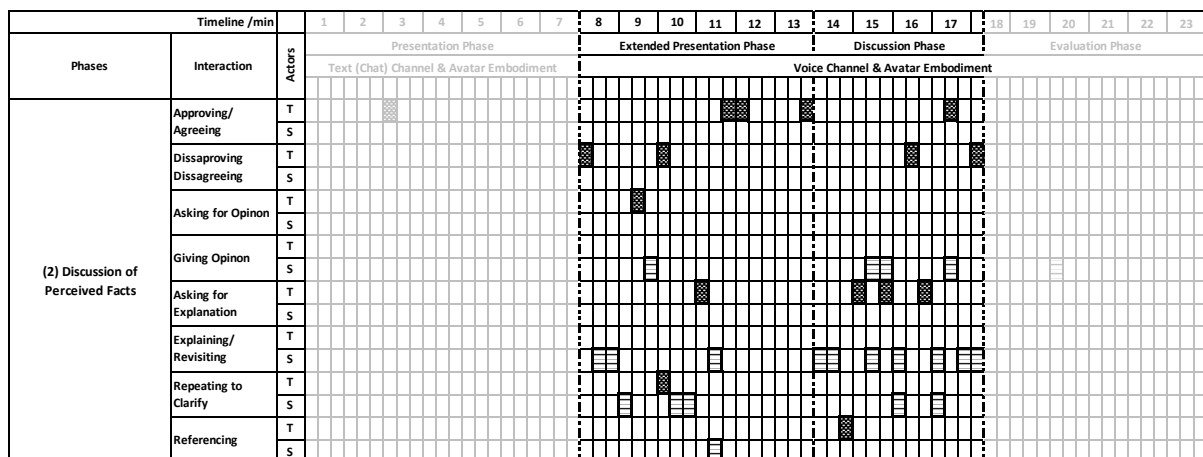 Timeline /min 1 2 3 4 5 6 7 8 9 10 11 12 13 14 15 16 17 18 19 20 21 22 23
Phases Interaction Actors Presentation Phase Extended Presentation Phase Discussion Phase Evaluation Phase
Text (Chat) Channel & Avatar Embodiment Voice Channel & Avatar Embodiment
(2) Discussion of
Perceived Facts
Approving/
Agreeing
T
S
Dissaproving
Dissagreeing
T
S
Asking for Opinon
T
S
Giving Opinon
T
S
Asking for
Explanation
T
S
Explaining/
Revisiting
T
S
Repeating to
Clarify
T
S
Referencing
T
S